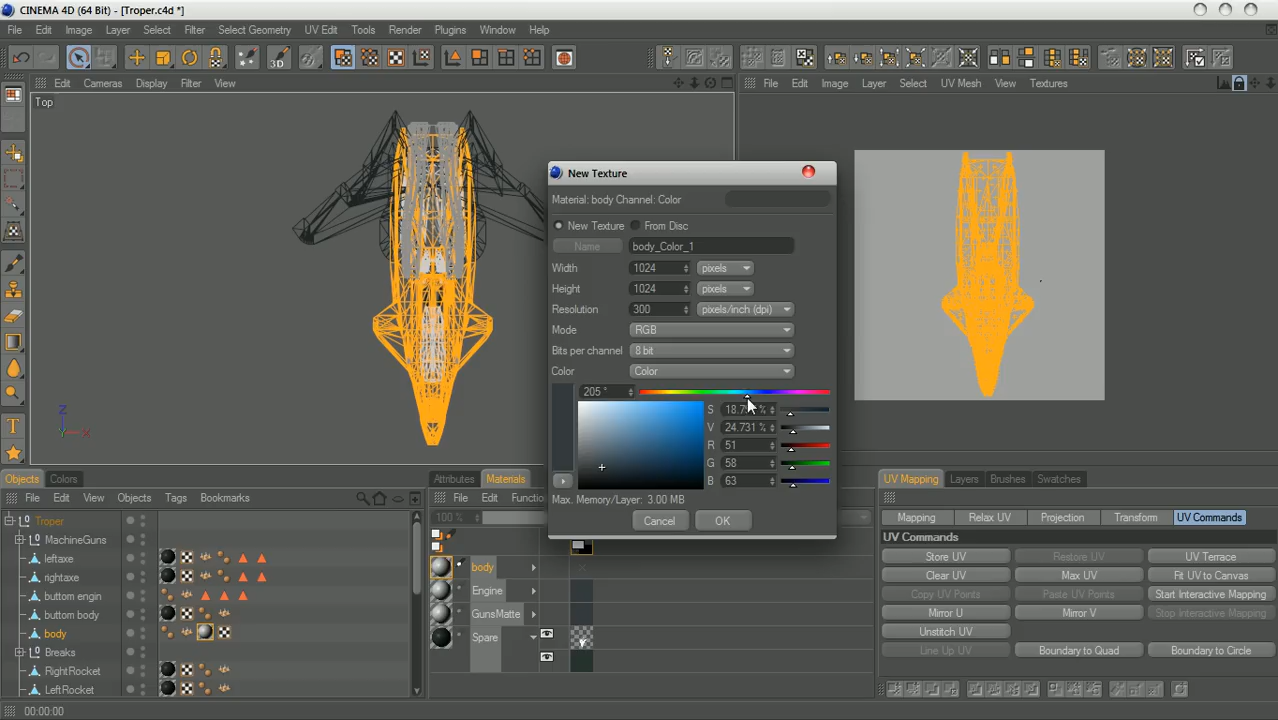 CINEMA 4D (64 Bit) - [Troper.c4d *]
File Edit Image Layer Select Filter Select Geometry UV Edit Tools Render Plugins Window Help
3D
Edit Cameras Display Filter View
File Edit Image Layer Select UV Mesh View Textures
Top
Z
X
T
New Texture
Material: body Channel: Color
New Texture From Disc
Name body_Color_1
Width 1024 pixels
Height 1024 pixels
Resolution 300 pixels/inch (dpi)
Mode RGB
Bits per channel 8 bit
Color Color
205 °
S
V 24.731 %
R 51
G 58
B 63
Max. Memory/Layer: 3.00 MB
Cancel OK
Objects Colors
File Edit View Objects Tags Bookmarks
Troper
MachineGuns
leftaxe
rightaxe
buttom engin
buttom body
body
Breaks
RightRocket
LeftRocket
Attributes Materials
File Edit
100 %
body
Engine
GunsMatte
Spare
UV Mapping Layers Brushes Swatches
Mapping Relax UV Projection Transform UV Commands
UV Commands
Store UV Restore UV UV Terrace
Clear UV Max UV Fit UV to Canvas
Copy UV Points Paste UV Points Start Interactive Mapping
Mirror U Mirror V Stop Interactive Mapping
Unstitch UV
Line Up UV Boundary to Quad Boundary to Circle
00:00:00